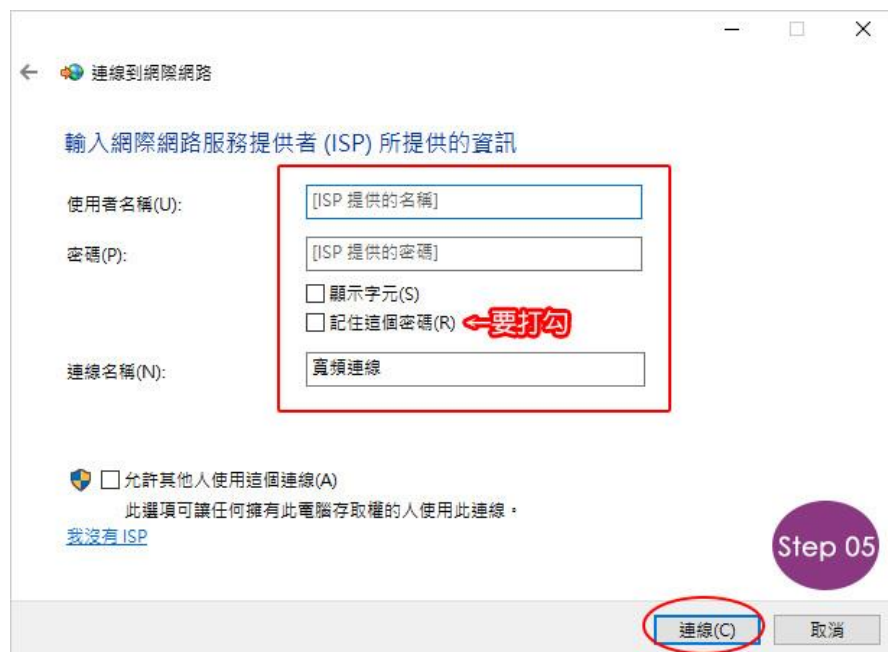 連線到網際網路
輸入網際網路服務提供者 (ISP) 所提供的資訊
使用者名稱(U):
[ISP 提供的名稱]
密碼(P):
[ISP 提供的密碼]
顯示字元(S)
記住這個密碼(R) ⇐要打勾
連線名稱(N):
寬頻連線
允許其他人使用這個連線(A)
此選項可讓任何擁有此電腦存取權的人使用此連線。
我沒有 ISP
Step 05
連線(C)
取消